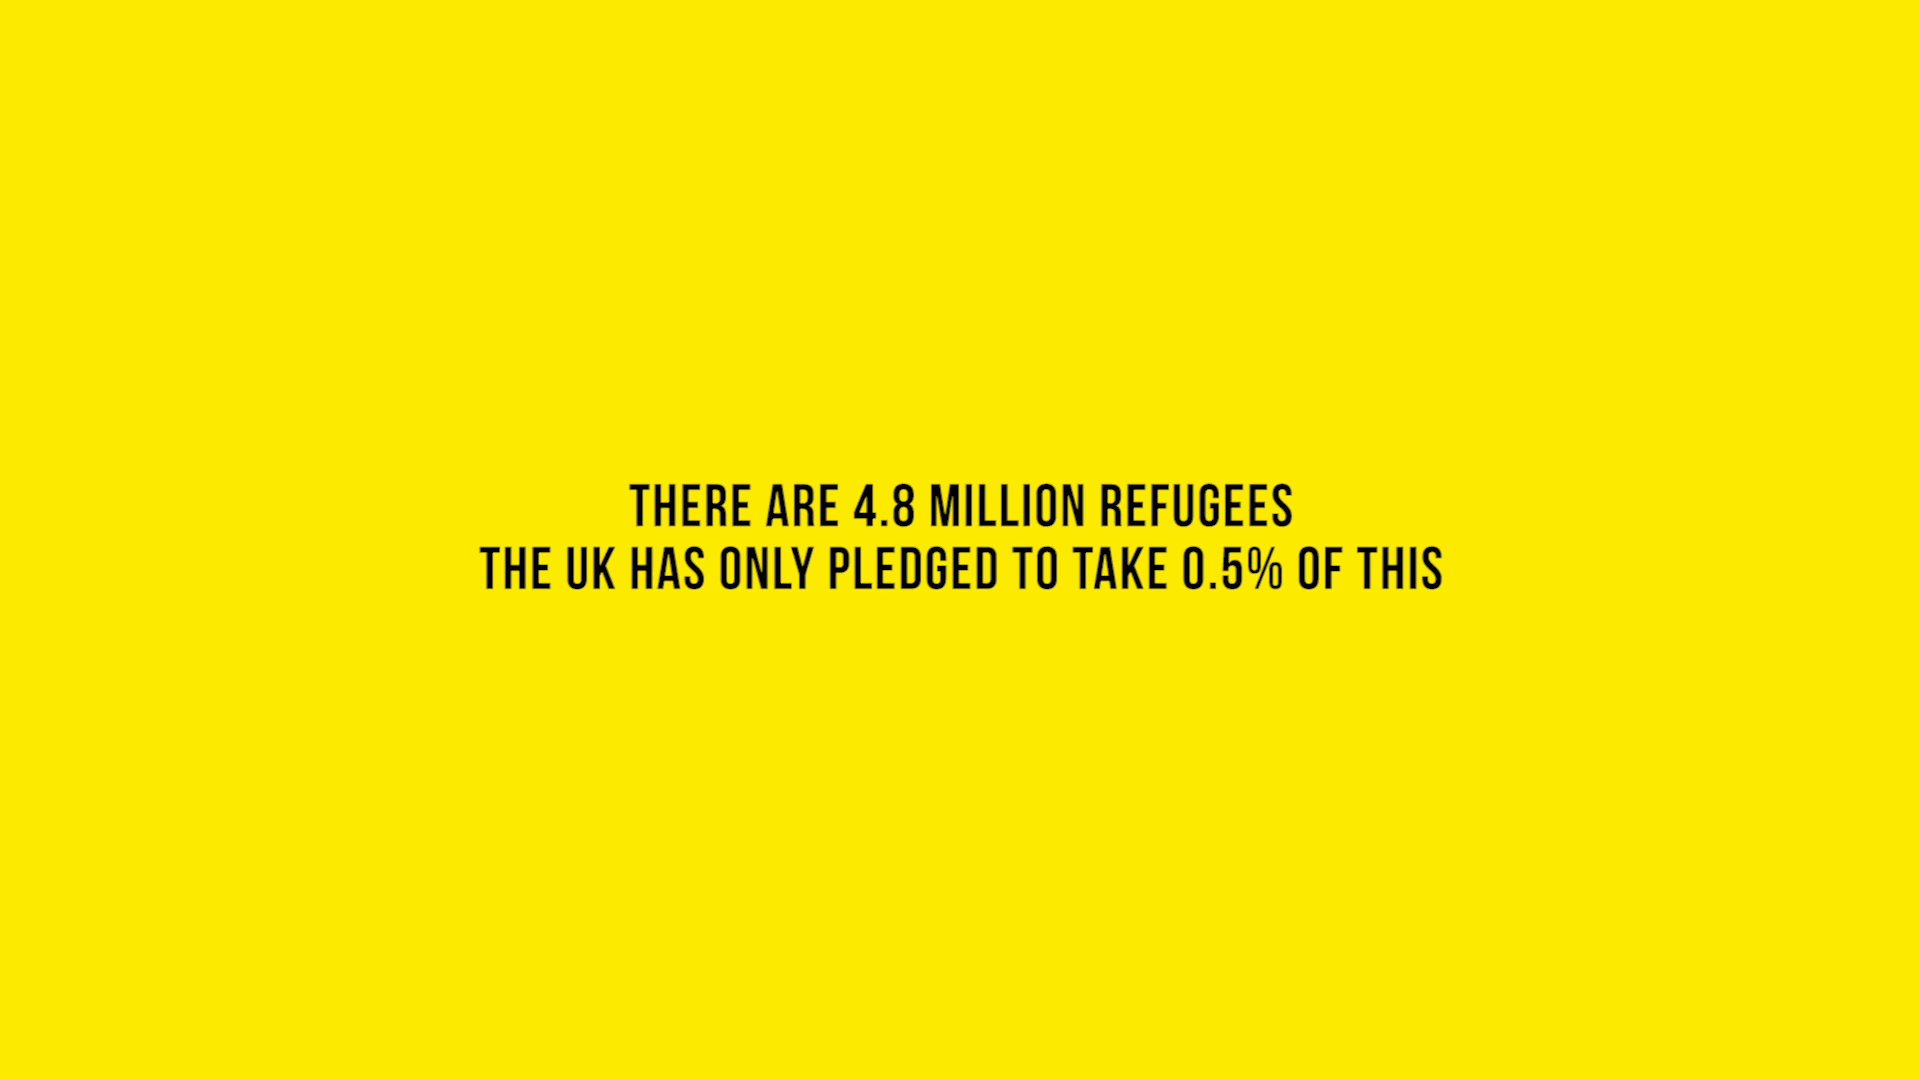 THERE ARE 4.8 MILLION REFUGEES
THE UK HAS ONLY PLEDGED TO TAKE 0.5% OF THIS